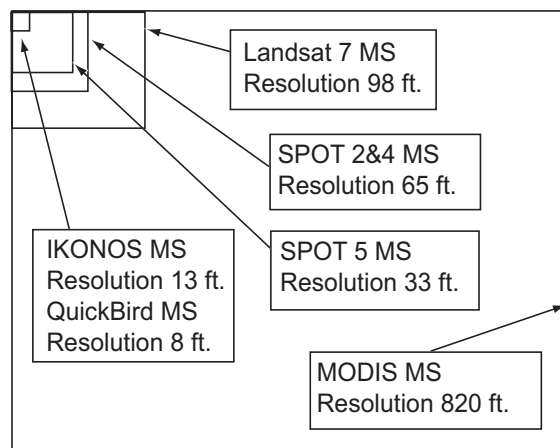 Landsat 7 MS
Resolution 98 ft.
SPOT 2&4 MS
Resolution 65 ft.
IKONOS MS
Resolution 13 ft.
QuickBird MS
Resolution 8 ft.
SPOT 5 MS
Resolution 33 ft.
MODIS MS
Resolution 820 ft.